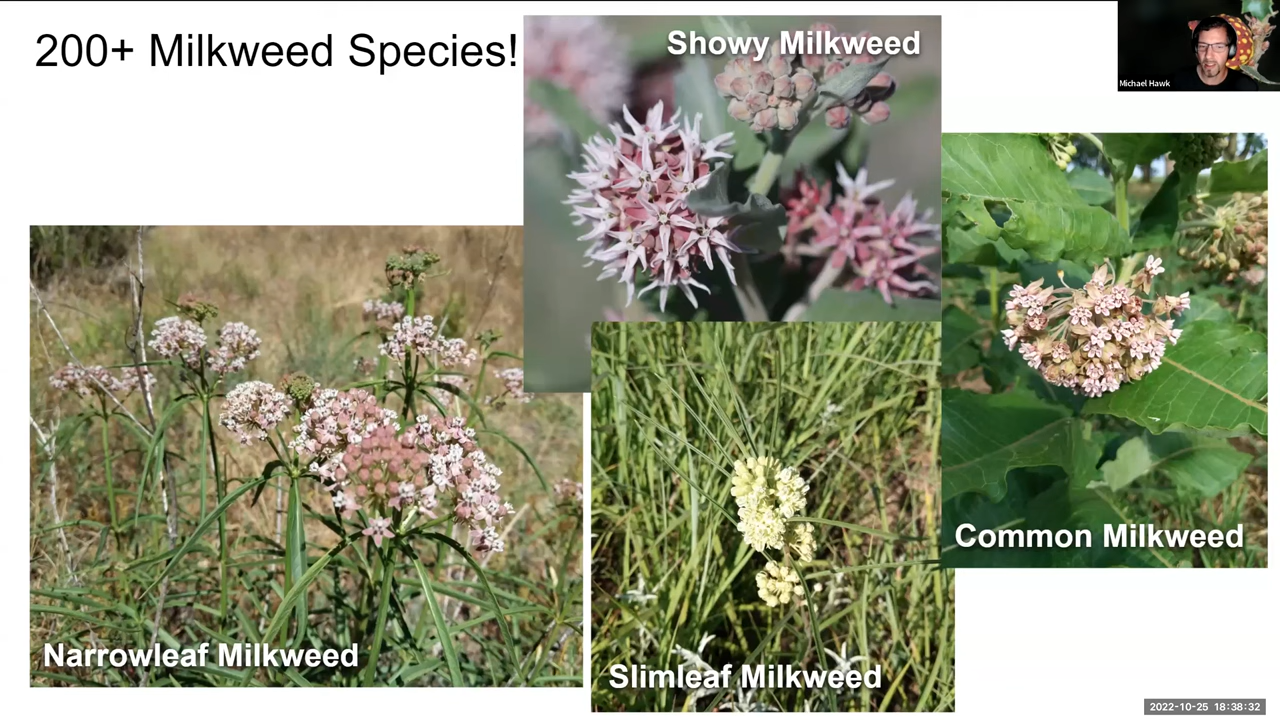 200+ Milkweed Species!
Showy Milkweed
Michael Hawk
Common Milkweed
Narrowleaf Milkweed
Slimleaf Milkweed
2022-10-25 18:38:32